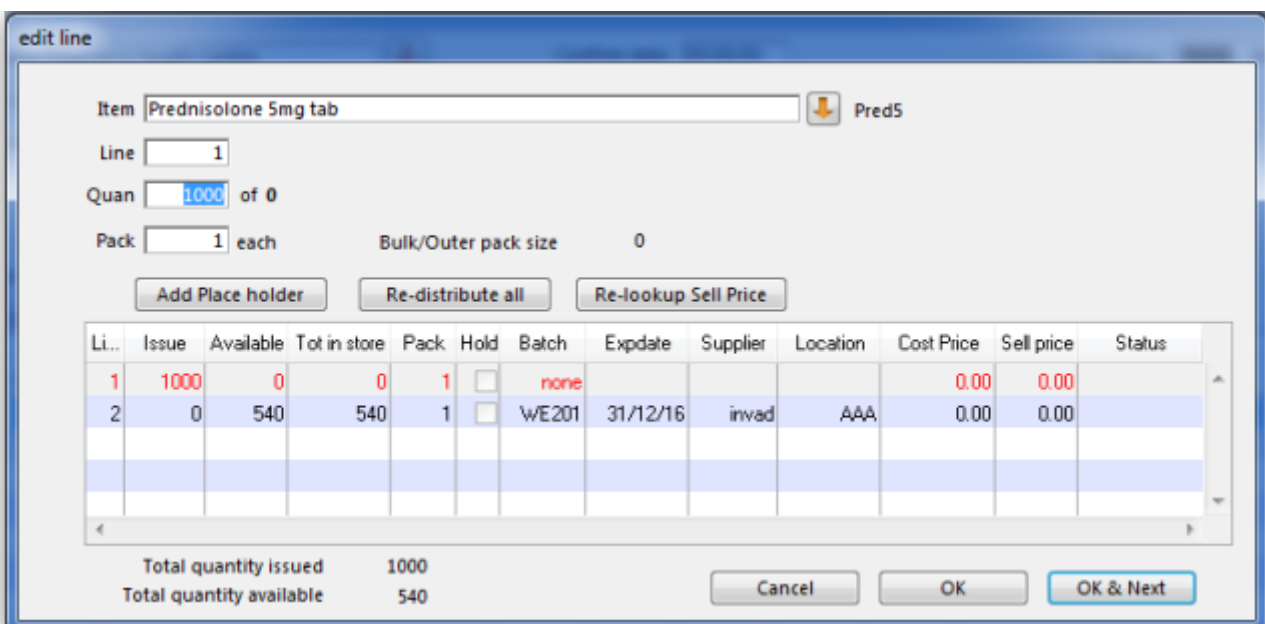 edit line
Item Prednisolone 5mg tab Pred5
Line 1
Quan 1000 of 0
Pack 1 each Bulk/Outer pack size 0
Add Place holder Re-distribute all Re-lookup Sell Price
Li... Issue Available Tot in store Pack Hold Batch Expdate Supplier Location Cost Price Sell price Status
1 1000 0 0 1 none 0.00 0.00
2 0 540 540 1 WE201 31/12/16 invad AAA 0.00 0.00
Total quantity issued 1000
Total quantity available 540
Cancel OK OK & Next